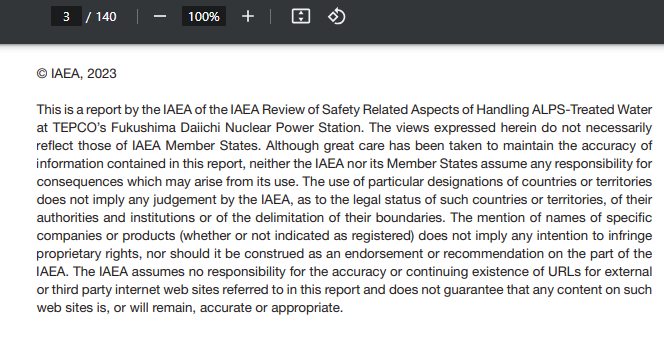 3 / 140 100%
© IAEA, 2023
This is a report by the IAEA of the IAEA Review of Safety Related Aspects of Handling ALPS-Treated Water
at TEPCO's Fukushima Daiichi Nuclear Power Station. The views expressed herein do not necessarily
reflect those of IAEA Member States. Although great care has been taken to maintain the accuracy of
information contained in this report, neither the IAEA nor its Member States assume any responsibility for
consequences which may arise from its use. The use of particular designations of countries or territories
does not imply any judgement by the IAEA, as to the legal status of such countries or territories, of their
authorities and institutions or of the delimitation of their boundaries. The mention of names of specific
companies or products (whether or not indicated as registered) does not imply any intention to infringe
proprietary rights, nor should it be construed as an endorsement or recommendation on the part of the
IAEA. The IAEA assumes no responsibility for the accuracy or continuing existence of URLs for external
or third party internet web sites referred to in this report and does not guarantee that any content on such
web sites is, or will remain, accurate or appropriate.